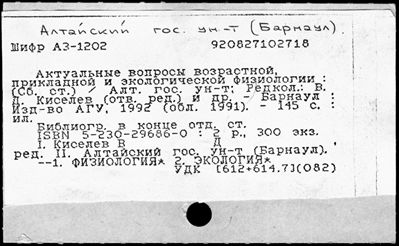 Алтайский гос. ун-т (Барнаул).
Шифр АЗ-1202 920827102718
Актуальные вопросы возрастной,
прикладной и экологической физиологии :
(Сб. ст.) / Алт. гос. ун-т; Редкол.: В.
Д. Киселев (отв. ред.) и др. - Барнаул :
Изд-во АГУ, 1992 (обл. 1991). - 145 с. :
ил.
Библиогр. в конце отд. ст.
ISBN 5-230-29686-0 : 2 р., 300 экз.
I. Киселев В Д
ред. II. Алтайский гос. ун-т (Барнаул).
--1. ФИЗИОЛОГИЯ* 2. ЭКОЛОГИЯ*
УДК [612+614.7](082)